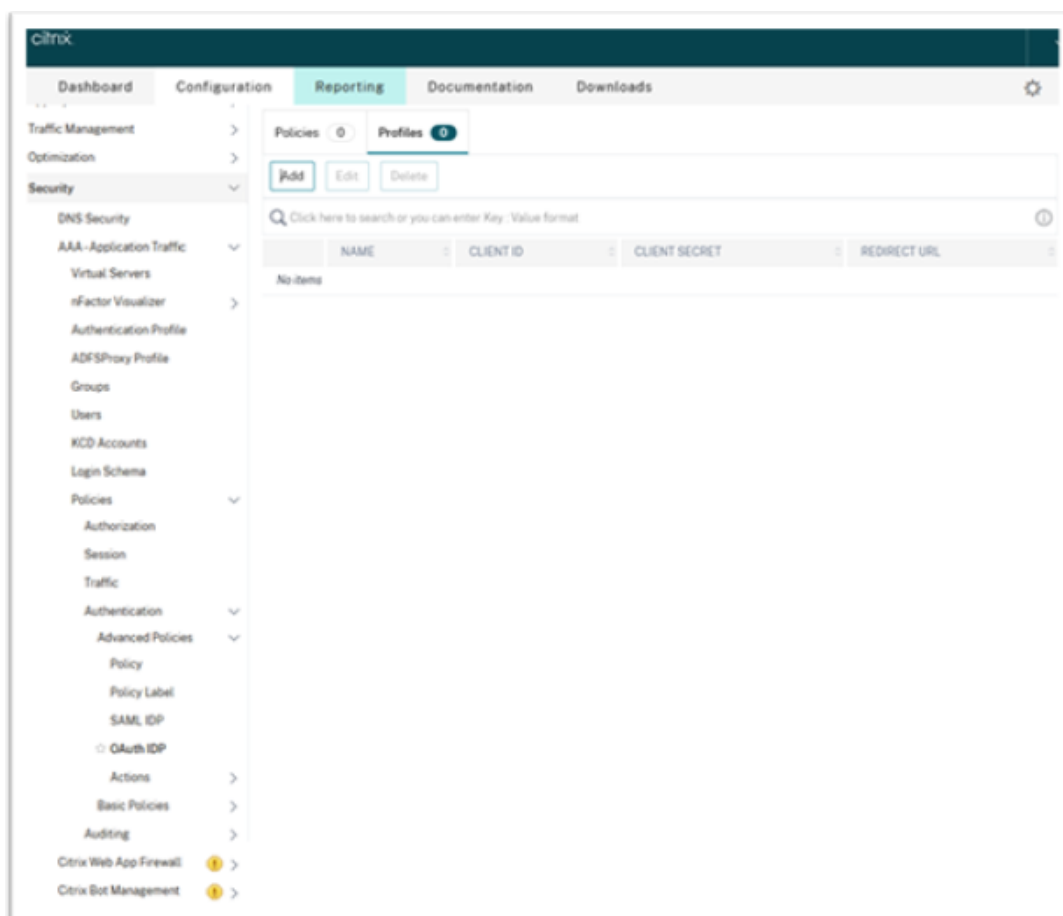 citrix
Dashboard Configuration Reporting Documentation Downloads
Traffic Management
Optimization
Security
DNS Security
AAA - Application Traffic
Virtual Servers
nFactor Visualizer
Authentication Profile
ADFSProxy Profile
Groups
Users
KCD Accounts
Login Schema
Policies
Authorization
Session
Traffic
Authentication
Advanced Policies
Policy
Policy Label
SAML IDP
OAuth IDP
Actions
Basic Policies
Auditing
Citrix Web App Firewall
Citrix Bot Management
Policies 0 Profiles 0
Add Edit Delete
Click here to search or you can enter Key : Value format
NAME CLIENT ID CLIENT SECRET REDIRECT URL
No items